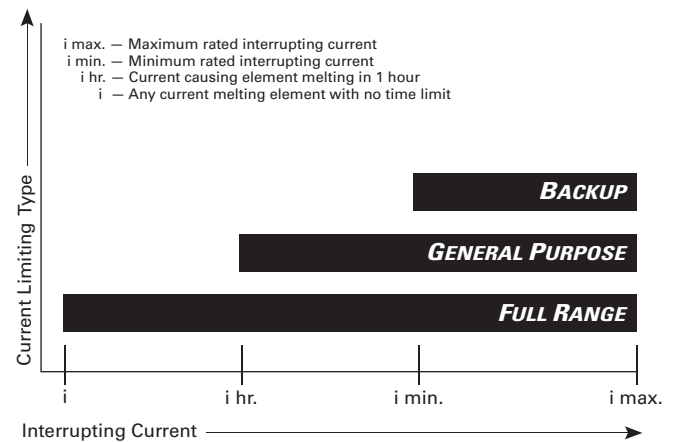 i max. — Maximum rated interrupting current
i min. — Minimum rated interrupting current
i hr. — Current causing element melting in 1 hour
i — Any current melting element with no time limit
Current Limiting Type
BACKUP
GENERAL PURPOSE
FULL RANGE
i
i hr.
i min.
i max.
Interrupting Current